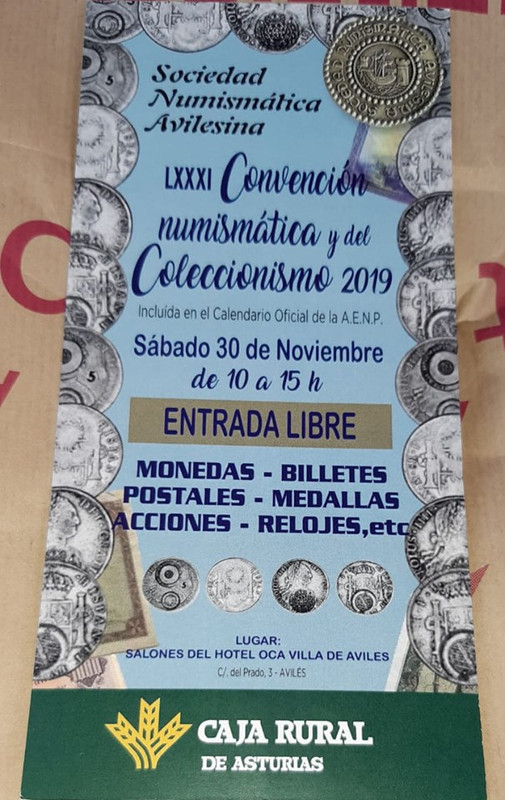 Sociedad
Numismática
Avilesina
LXXXI Convención
numismática y del
Coleccionismo 2019
Incluída en el Calendario Oficial de la A.E.N.P.
Sábado 30 de Noviembre
de 10 a 15 h
ENTRADA LIBRE
MONEDAS - BILLETES
POSTALES - MEDALLAS
ACCIONES - RELOJES,etc
LUGAR:
SALONES DEL HOTEL OCA VILLA DE AVILES
C/. del Prado, 3 - AVILÉS
CAJA RURAL
DE ASTURIAS